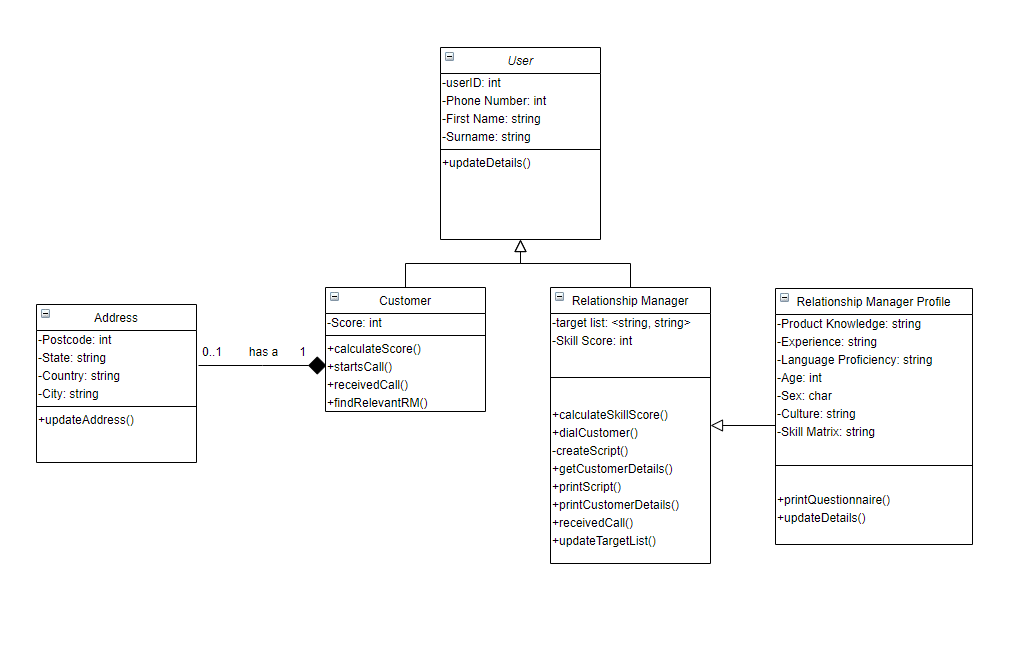 User
-userID: int
-Phone Number: int
-First Name: string
-Surname: string
+updateDetails()
Address
-Postcode: int
-State: string
-Country: string
-City: string
+updateAddress()
0..1 has a 1
Customer
-Score: int
+calculateScore()
+startsCall()
+receivedCall()
+findRelevantRM()
Relationship Manager
-target list: <string, string>
-Skill Score: int
+calculateSkillScore()
+dialCustomer()
-createScript()
+getCustomerDetails()
+printScript()
+printCustomerDetails()
+receivedCall()
+updateTargetList()
Relationship Manager Profile
-Product Knowledge: string
-Experience: string
-Language Proficiency: string
-Age: int
-Sex: char
-Culture: string
-Skill Matrix: string
+printQuestionnaire()
+updateDetails()